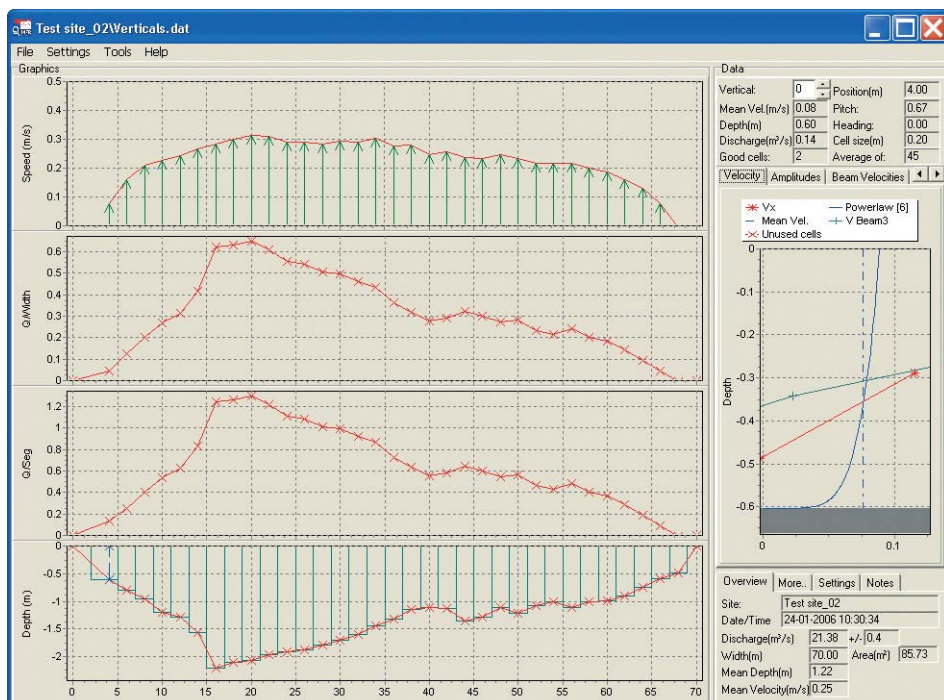 Test site_02\Verticals.dat
File Settings Tools Help
Graphics
Speed (m/s)
0.5
0.4
0.3
0.2
0.1
0
Q/Width
0.6
0.5
0.4
0.3
0.2
0.1
0
Q/Seg
1.2
1
0.8
0.6
0.4
0.2
0
Depth (m)
0
-0.5
-1
-1.5
-2
0 5 10 15 20 25 30 35 40 45 50 55 60 65 70
Data
Vertical: 0 Position(m) 4.00
Mean Vel.(m/s) 0.08 Pitch: 0.67
Depth(m) 0.60 Heading: 0.00
Discharge(m³/s) 0.14 Cell size(m) 0.20
Good cells: 2 Average of: 45
Velocity Amplitudes Beam Velocities
Vx Powerlaw [6]
Mean Vel. V Beam3
Unused cells
Depth
0
-0.1
-0.2
-0.3
-0.4
-0.5
-0.6
0 0.1
Overview More.. Settings Notes
Site: Test site_02
Date/Time 24-01-2006 10:30:34
Discharge(m³/s) 21.38 +/- 0.4
Width(m) 70.00 Area(m²) 85.73
Mean Depth(m) 1.22
Mean Velocity(m/s) 0.25